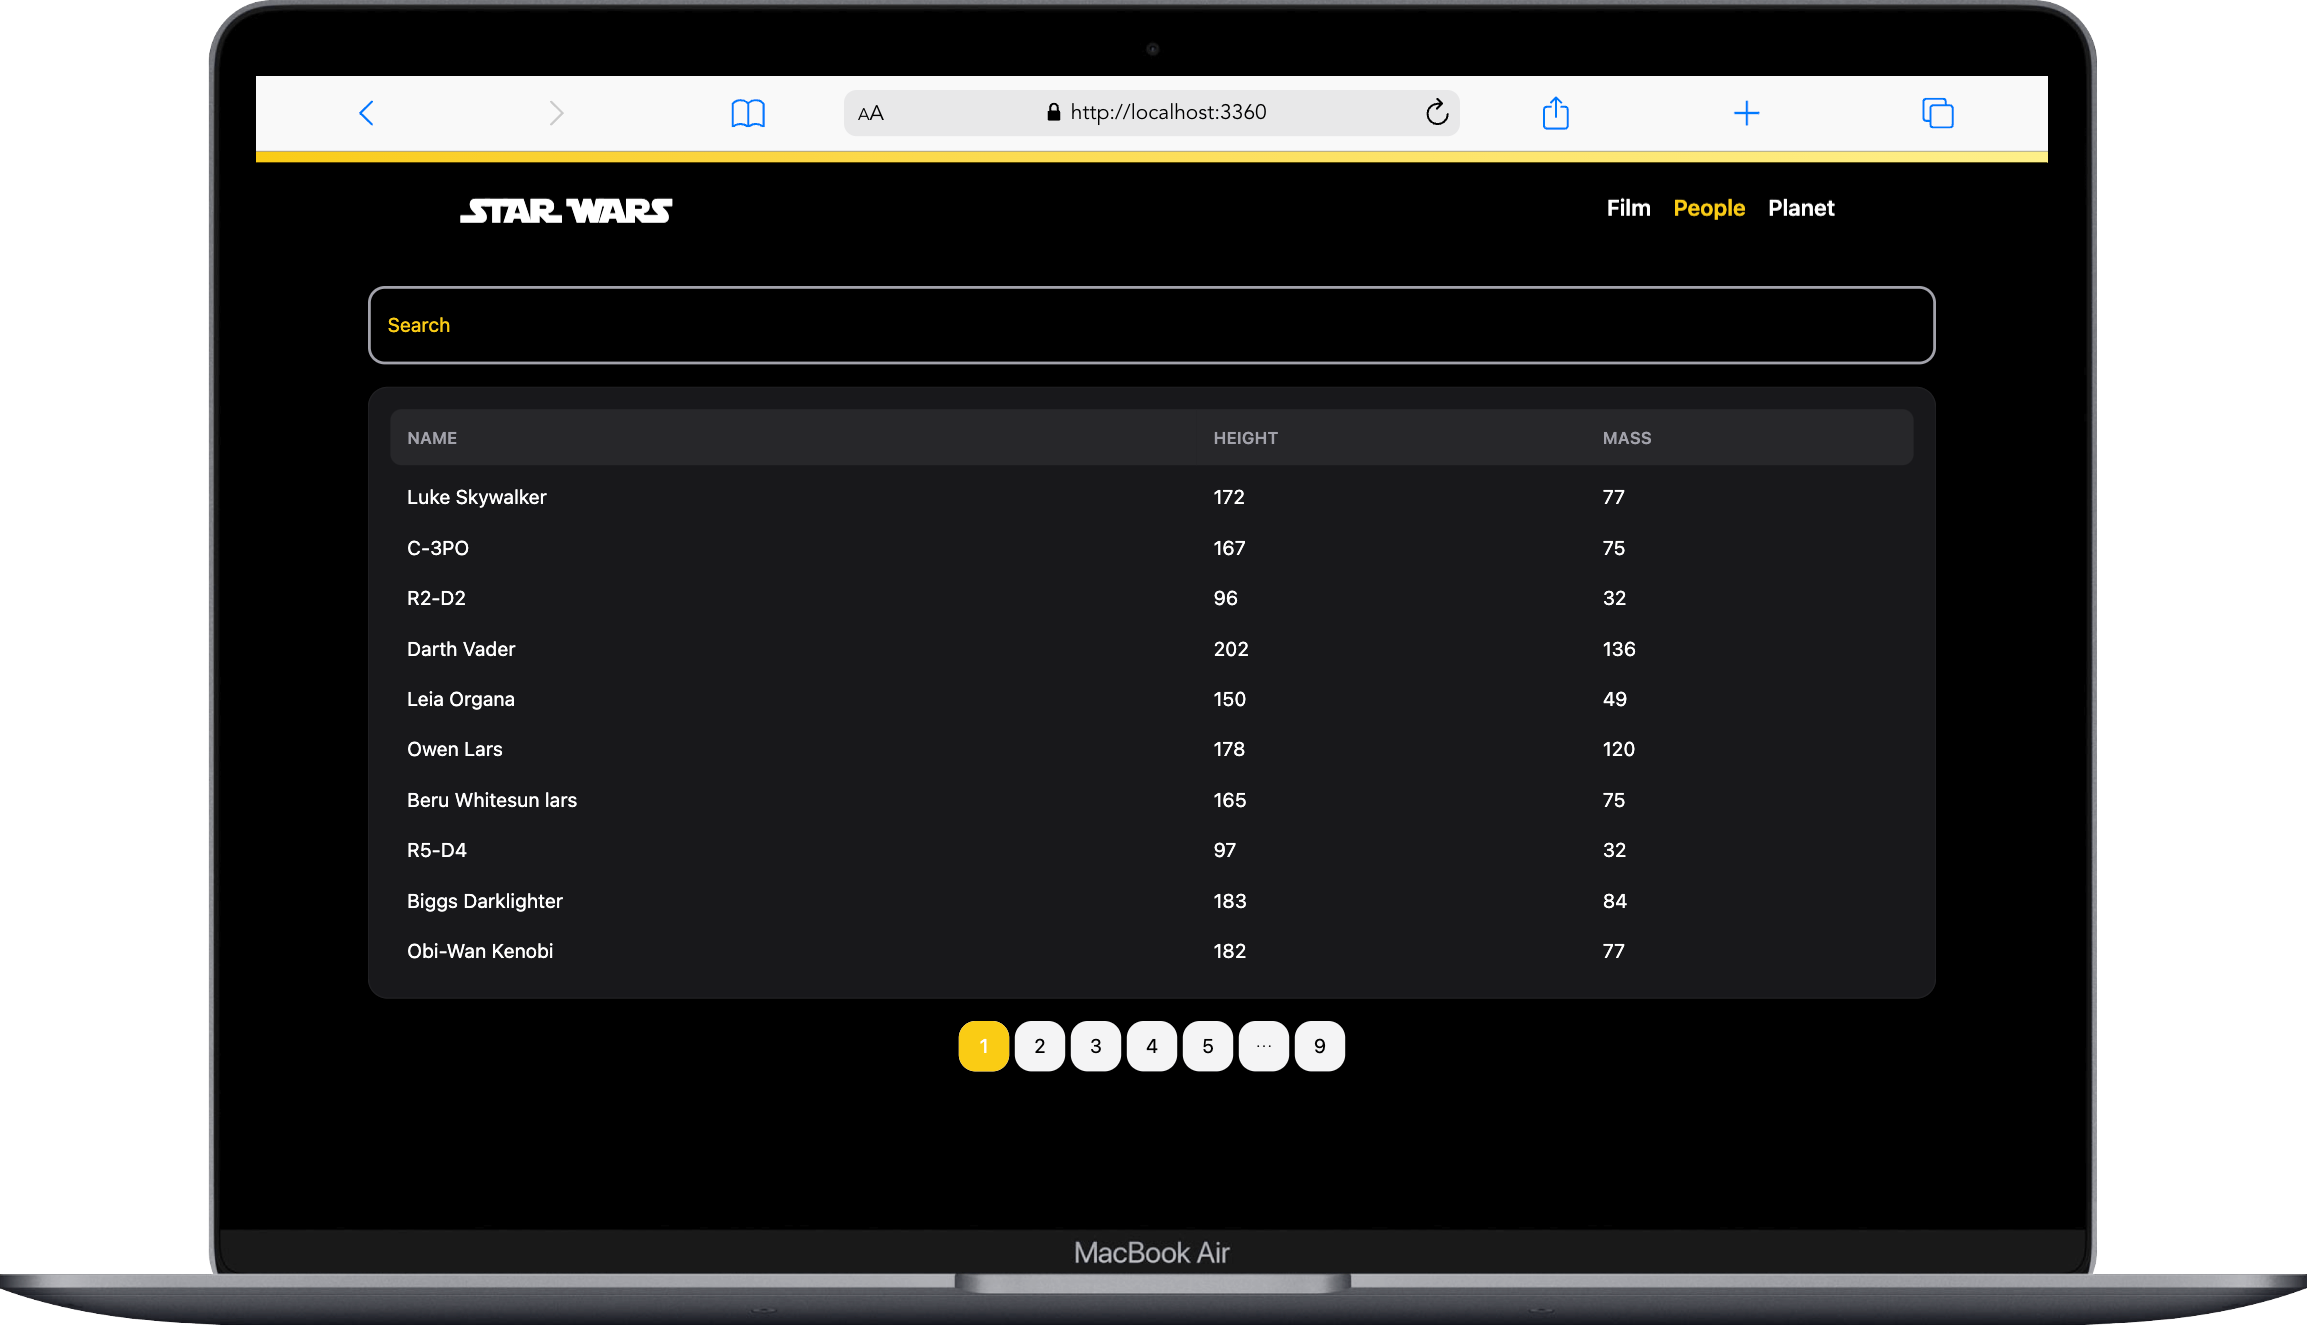 AA http://localhost:3360
STAR WARS Film People Planet
Search
NAME HEIGHT MASS
Luke Skywalker 172 77
C-3PO 167 75
R2-D2 96 32
Darth Vader 202 136
Leia Organa 150 49
Owen Lars 178 120
Beru Whitesun lars 165 75
R5-D4 97 32
Biggs Darklighter 183 84
Obi-Wan Kenobi 182 77
1 2 3 4 5 ... 9
MacBook Air